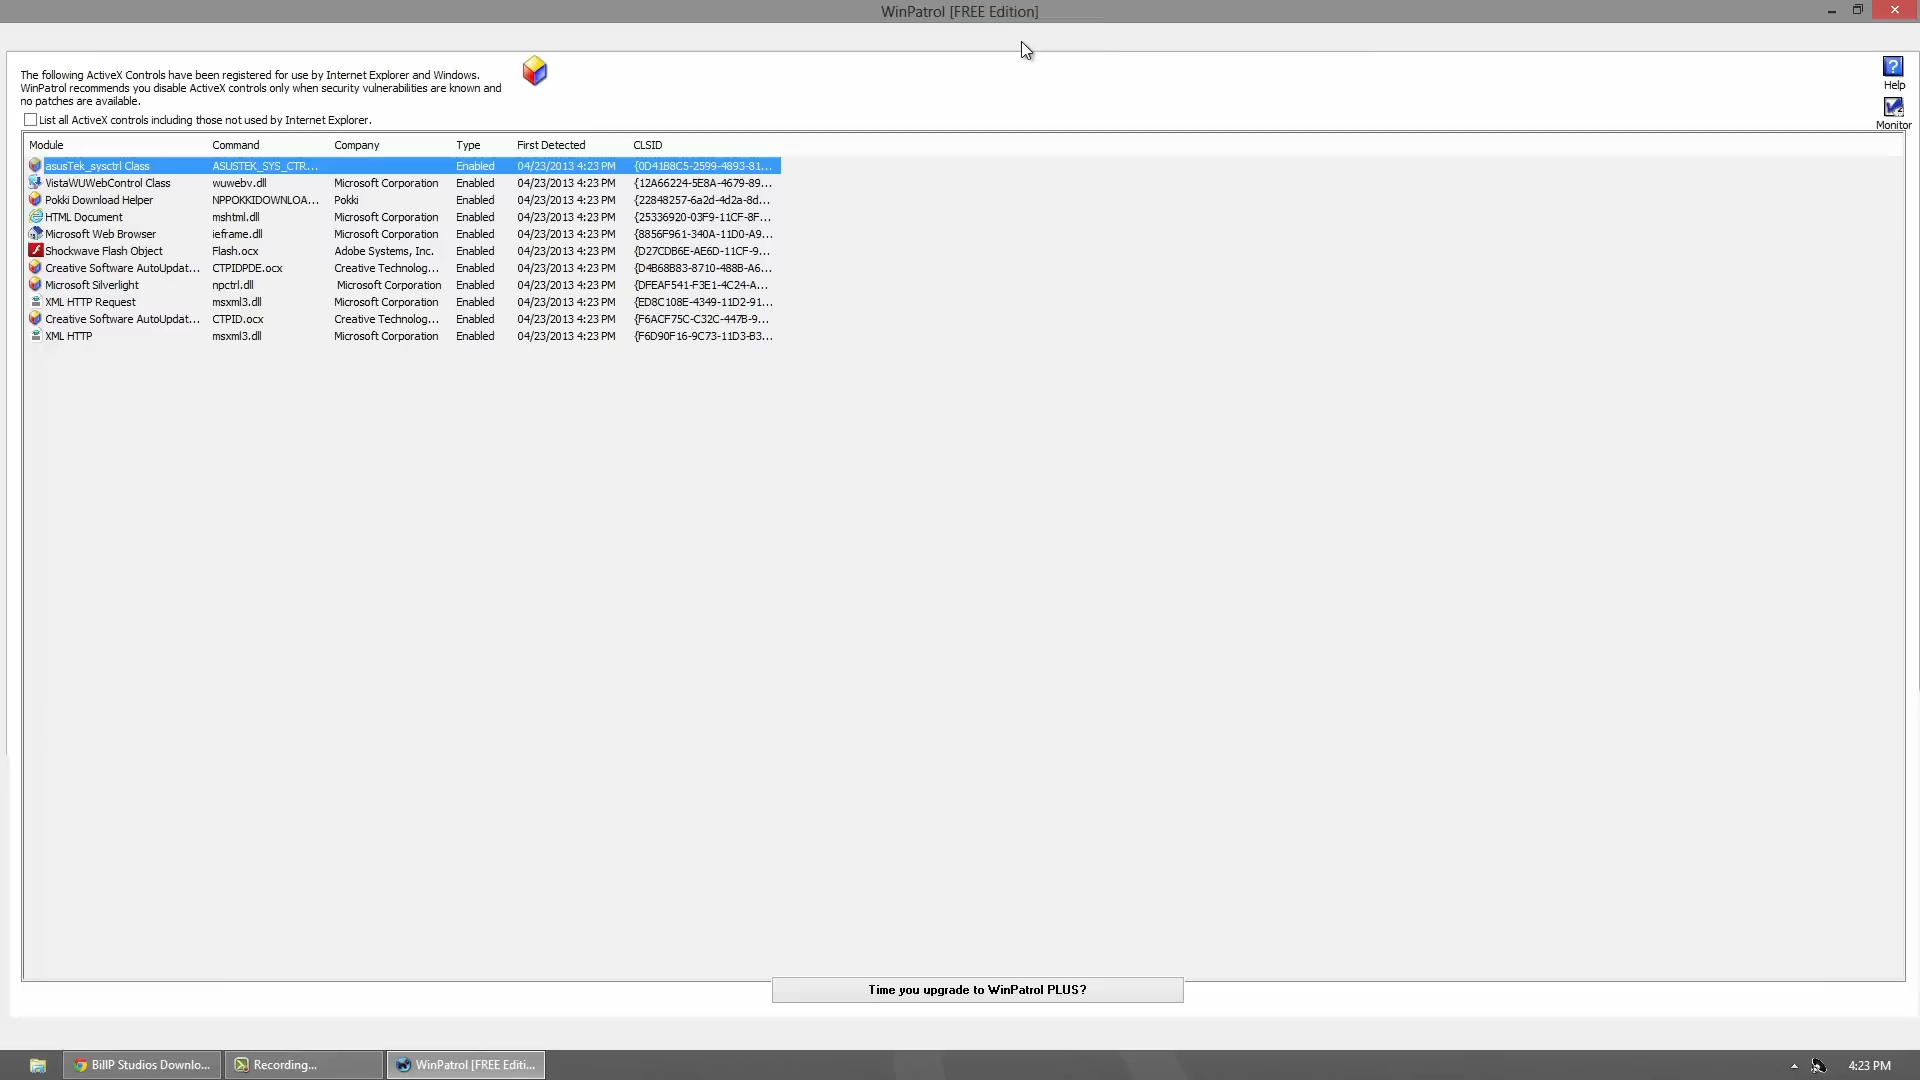 WinPatrol [FREE Edition]
The following ActiveX Controls have been registered for use by Internet Explorer and Windows.
WinPatrol recommends you disable ActiveX controls only when security vulnerabilities are known and
no patches are available.
Help
List all ActiveX controls including those not used by Internet Explorer.
Monitor
Module Command Company Type First Detected CLSID
asusTek_sysctrl Class ASUSTEK_SYS_CTR... Enabled 04/23/2013 4:23 PM {0D41B8C5-2599-4893-81...
VistaWUWebControl Class wuwebv.dll Microsoft Corporation Enabled 04/23/2013 4:23 PM {12A66224-5E8A-4679-89...
Pokki Download Helper NPPOKKIDOWNLOA... Pokki Enabled 04/23/2013 4:23 PM {22848257-6a2d-4d2a-8d...
HTML Document mshtml.dll Microsoft Corporation Enabled 04/23/2013 4:23 PM {25336920-03F9-11CF-8F...
Microsoft Web Browser ieframe.dll Microsoft Corporation Enabled 04/23/2013 4:23 PM {8856F961-340A-11D0-A9...
Shockwave Flash Object Flash.ocx Adobe Systems, Inc. Enabled 04/23/2013 4:23 PM {D27CDB6E-AE6D-11CF-9...
Creative Software AutoUpdat... CTPIDPDE.ocx Creative Technolog... Enabled 04/23/2013 4:23 PM {D4B68B83-8710-488B-A6...
Microsoft Silverlight npctrl.dll Microsoft Corporation Enabled 04/23/2013 4:23 PM {DFEAF541-F3E1-4C24-A...
XML HTTP Request msxml3.dll Microsoft Corporation Enabled 04/23/2013 4:23 PM {ED8C108E-4349-11D2-91...
Creative Software AutoUpdat... CTPID.ocx Creative Technolog... Enabled 04/23/2013 4:23 PM {F6ACF75C-C32C-447B-9...
XML HTTP msxml3.dll Microsoft Corporation Enabled 04/23/2013 4:23 PM {F6D90F16-9C73-11D3-B3...
Time you upgrade to WinPatrol PLUS?
BillP Studios Downlo... Recording... WinPatrol [FREE Editi... 4:23 PM